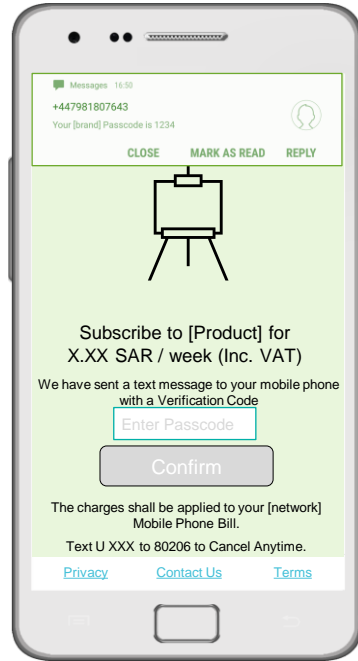 Messages 16:50
+447981807643
Your [brand] Passcode is 1234
CLOSE MARK AS READ REPLY
Subscribe to [Product] for
X.XX SAR / week (Inc. VAT)
We have sent a text message to your mobile phone
with a Verification Code
Enter Passcode
Confirm
The charges shall be applied to your [network]
Mobile Phone Bill.
Text U XXX to 80206 to Cancel Anytime.
Privacy Contact Us Terms